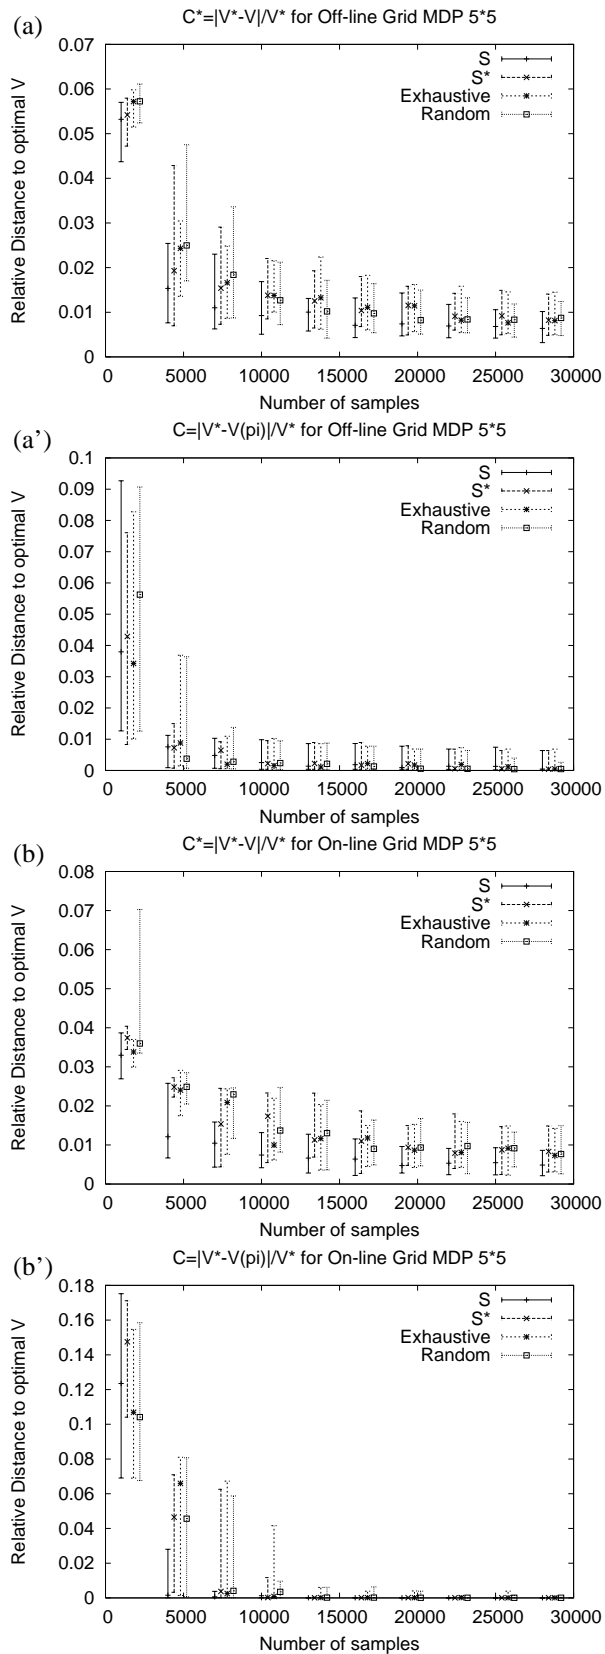 (a)
C*=|V*-V|/V* for Off-line Grid MDP 5*5
Relative Distance to optimal V
0.07
0.06
0.05
0.04
0.03
0.02
0.01
0
S
S*
Exhaustive
Random
0 5000 10000 15000 20000 25000 30000
Number of samples
(a')
C=|V*-V(pi)|/V* for Off-line Grid MDP 5*5
Relative Distance to optimal V
0.1
0.09
0.08
0.07
0.06
0.05
0.04
0.03
0.02
0.01
0
S
S*
Exhaustive
Random
0 5000 10000 15000 20000 25000 30000
Number of samples
(b)
C*=|V*-V|/V* for On-line Grid MDP 5*5
Relative Distance to optimal V
0.08
0.07
0.06
0.05
0.04
0.03
0.02
0.01
0
S
S*
Exhaustive
Random
0 5000 10000 15000 20000 25000 30000
Number of samples
(b')
C=|V*-V(pi)|/V* for On-line Grid MDP 5*5
Relative Distance to optimal V
0.18
0.16
0.14
0.12
0.1
0.08
0.06
0.04
0.02
0
S
S*
Exhaustive
Random
0 5000 10000 15000 20000 25000 30000
Number of samples